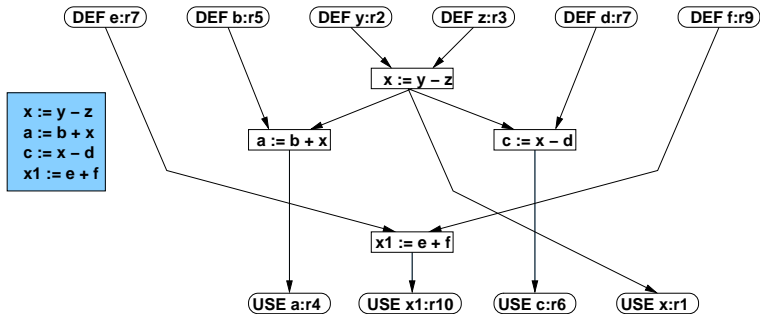 DEF e:r7 DEF b:r5 DEF y:r2 DEF z:r3 DEF d:r7 DEF f:r9
x := y − z
x := y − z
a := b + x
c := x − d
x1 := e + f
a := b + x c := x − d
x1 := e + f
USE a:r4 USE x1:r10 USE c:r6 USE x:r1